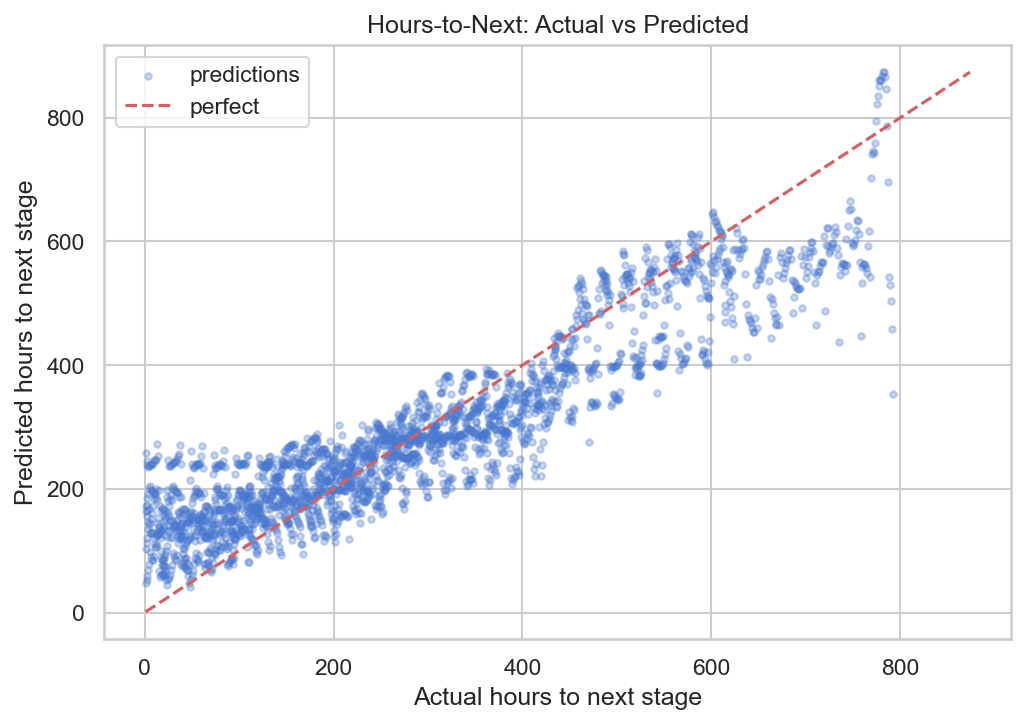 Hours-to-Next: Actual vs Predicted
predictions
perfect
Predicted hours to next stage
800
600
400
200
0
0 200 400 600 800
Actual hours to next stage